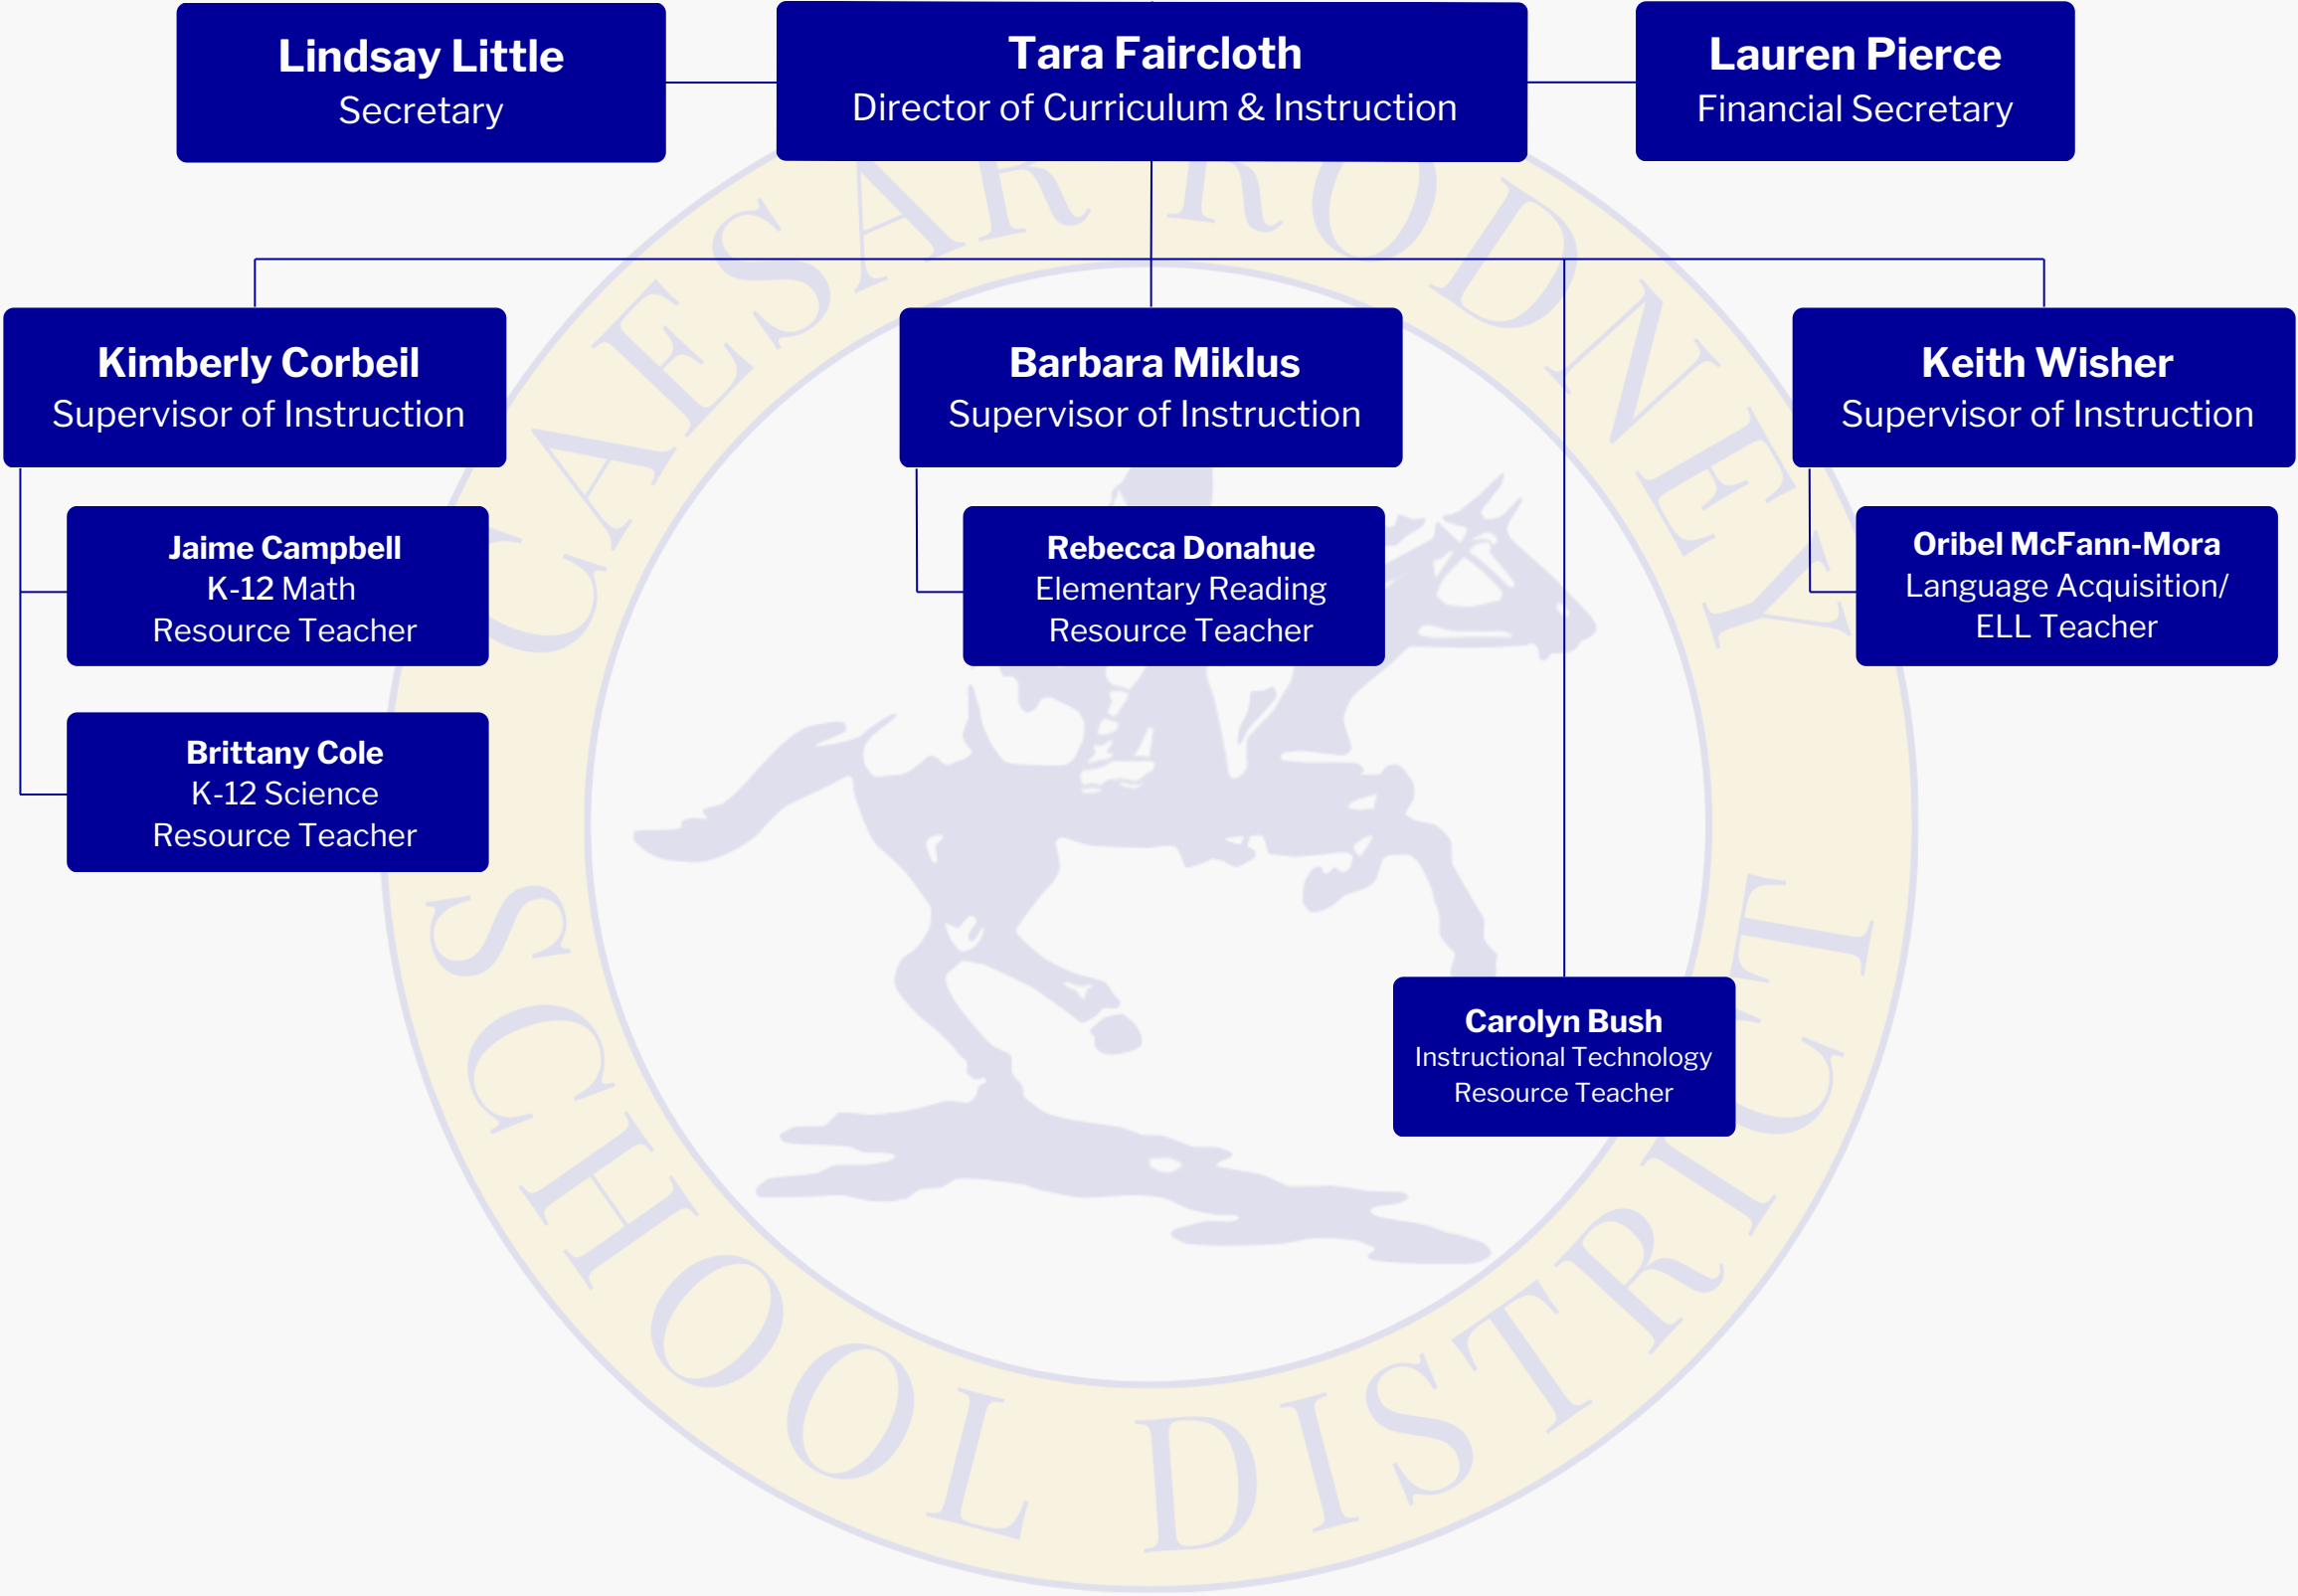 Lindsay Little
Secretary
Tara Faircloth
Director of Curriculum & Instruction
Lauren Pierce
Financial Secretary
Kimberly Corbeil
Supervisor of Instruction
Barbara Miklus
Supervisor of Instruction
Keith Wisher
Supervisor of Instruction
Jaime Campbell
K-12 Math
Resource Teacher
Rebecca Donahue
Elementary Reading
Resource Teacher
Oribel McFann-Mora
Language Acquisition/
ELL Teacher
Brittany Cole
K-12 Science
Resource Teacher
Carolyn Bush
Instructional Technology
Resource Teacher
CAESAR RODNEY
SCHOOL DISTRICT